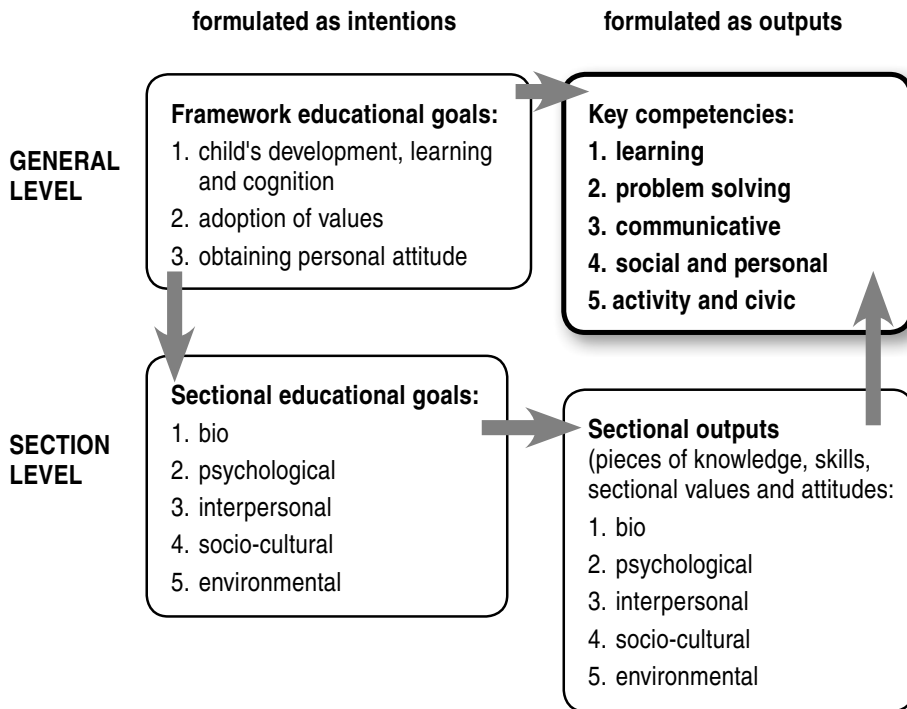 formulated as intentions
formulated as outputs
GENERAL
LEVEL
Framework educational goals:
1. child's development, learning
and cognition
2. adoption of values
3. obtaining personal attitude
Key competencies:
1. learning
2. problem solving
3. communicative
4. social and personal
5. activity and civic
SECTION
LEVEL
Sectional educational goals:
1. bio
2. psychological
3. interpersonal
4. socio-cultural
5. environmental
Sectional outputs
(pieces of knowledge, skills,
sectional values and attitudes:
1. bio
2. psychological
3. interpersonal
4. socio-cultural
5. environmental